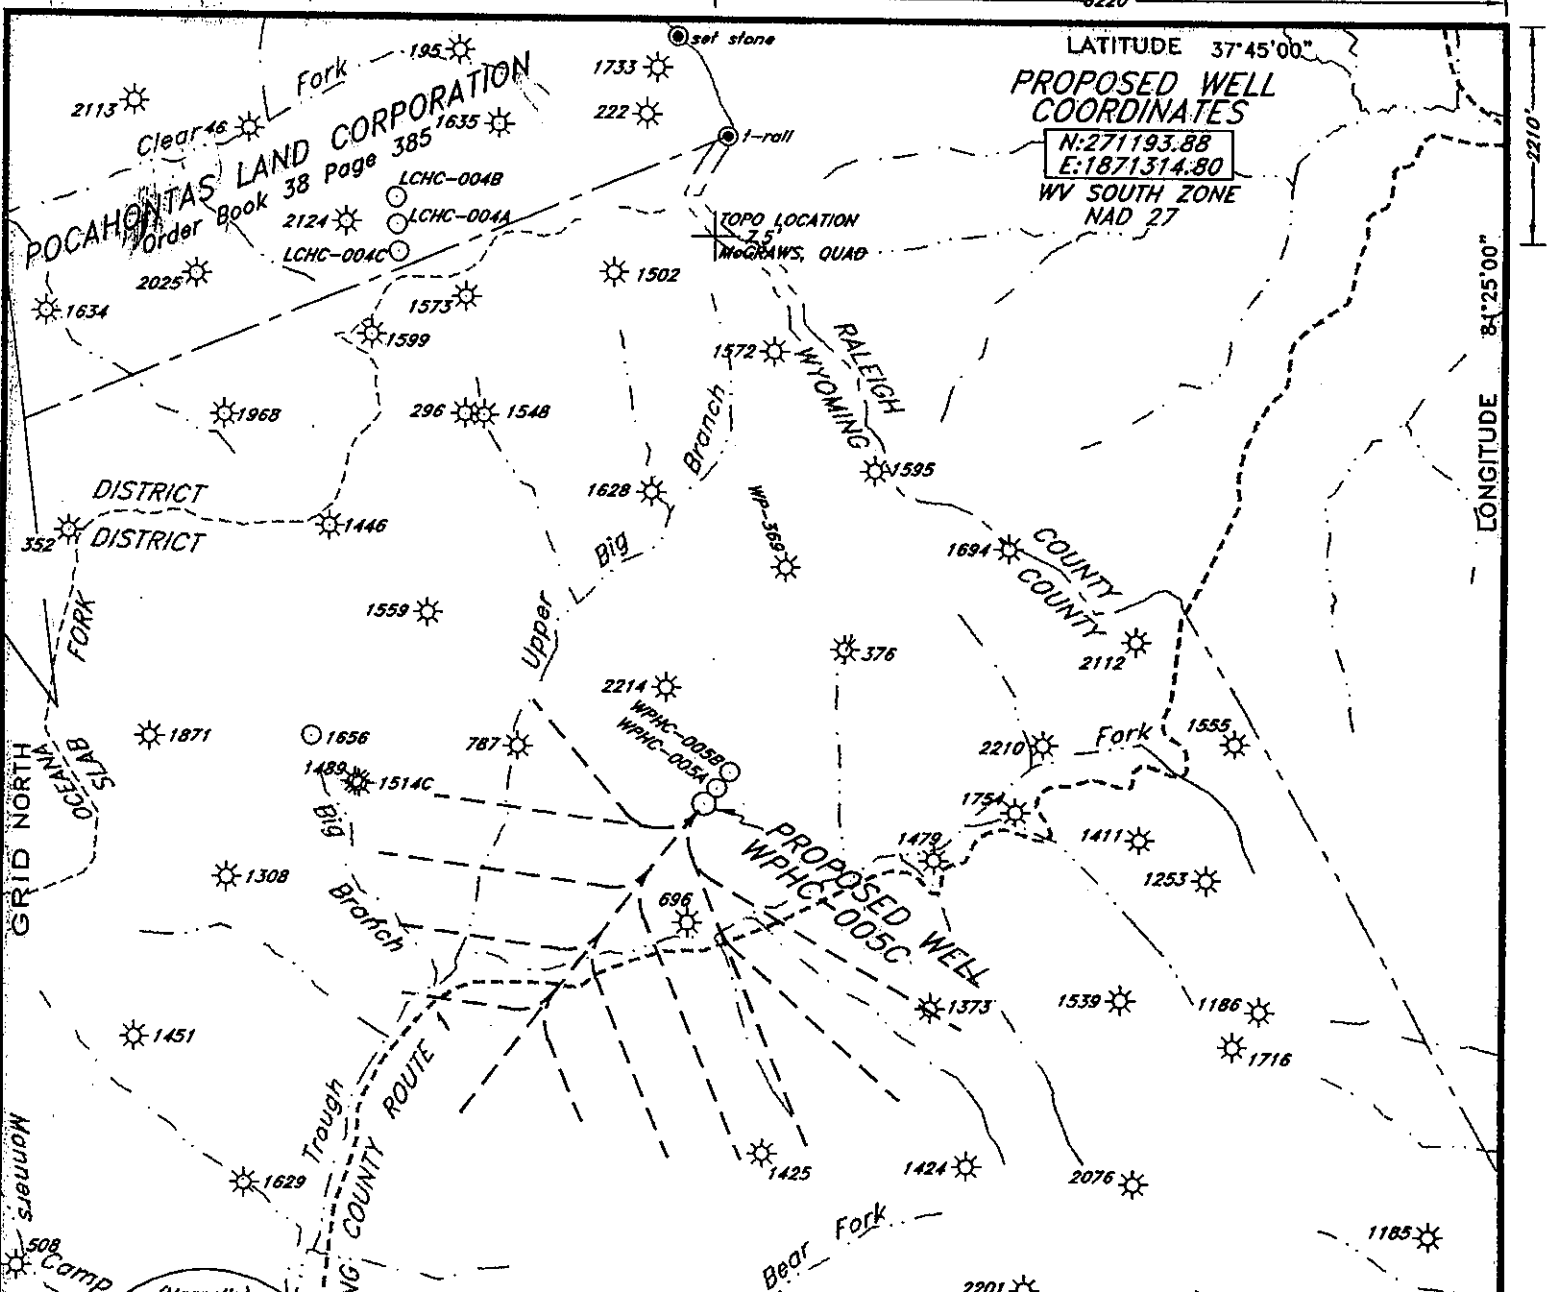 6220'
LATITUDE 37°45'00"
PROPOSED WELL
COORDINATES
N:271193.88
E:1871314.80
WV SOUTH ZONE
NAD 27
2210'
LONGITUDE 81°25'00"
set stone
t-rail
195
1733
222
2113
Clear Fork
46
1635
POCAHONTAS LAND CORPORATION
Order Book 38 Page 385
LCHC-004B
LCHC-004A
LCHC-004C
2124
2025
1634
TOPO LOCATION
7.5'
McGRAWS, QUAD
1502
1573
1599
1572
RALEIGH
WYOMING
COUNTY
COUNTY
1968
296
1548
1595
Upper Big Branch
1628
WP-369
1694
DISTRICT
DISTRICT
352
1446
SLAB FORK
OCEANA
1559
376
2112
2214
WPHC-005B
WPHC-005A
1871
1656
787
2210
Fork
1555
1489
1514C
1754
1411
1479
PROPOSED WELL
WPHC-005C
Big Branch
1308
1253
696
GRID NORTH
1373
1539
1186
1716
1451
COUNTY ROUTE 1
NG
Trough
1629
1425
1424
2076
Manners
1185
508
Camp
Bear Fork
2201